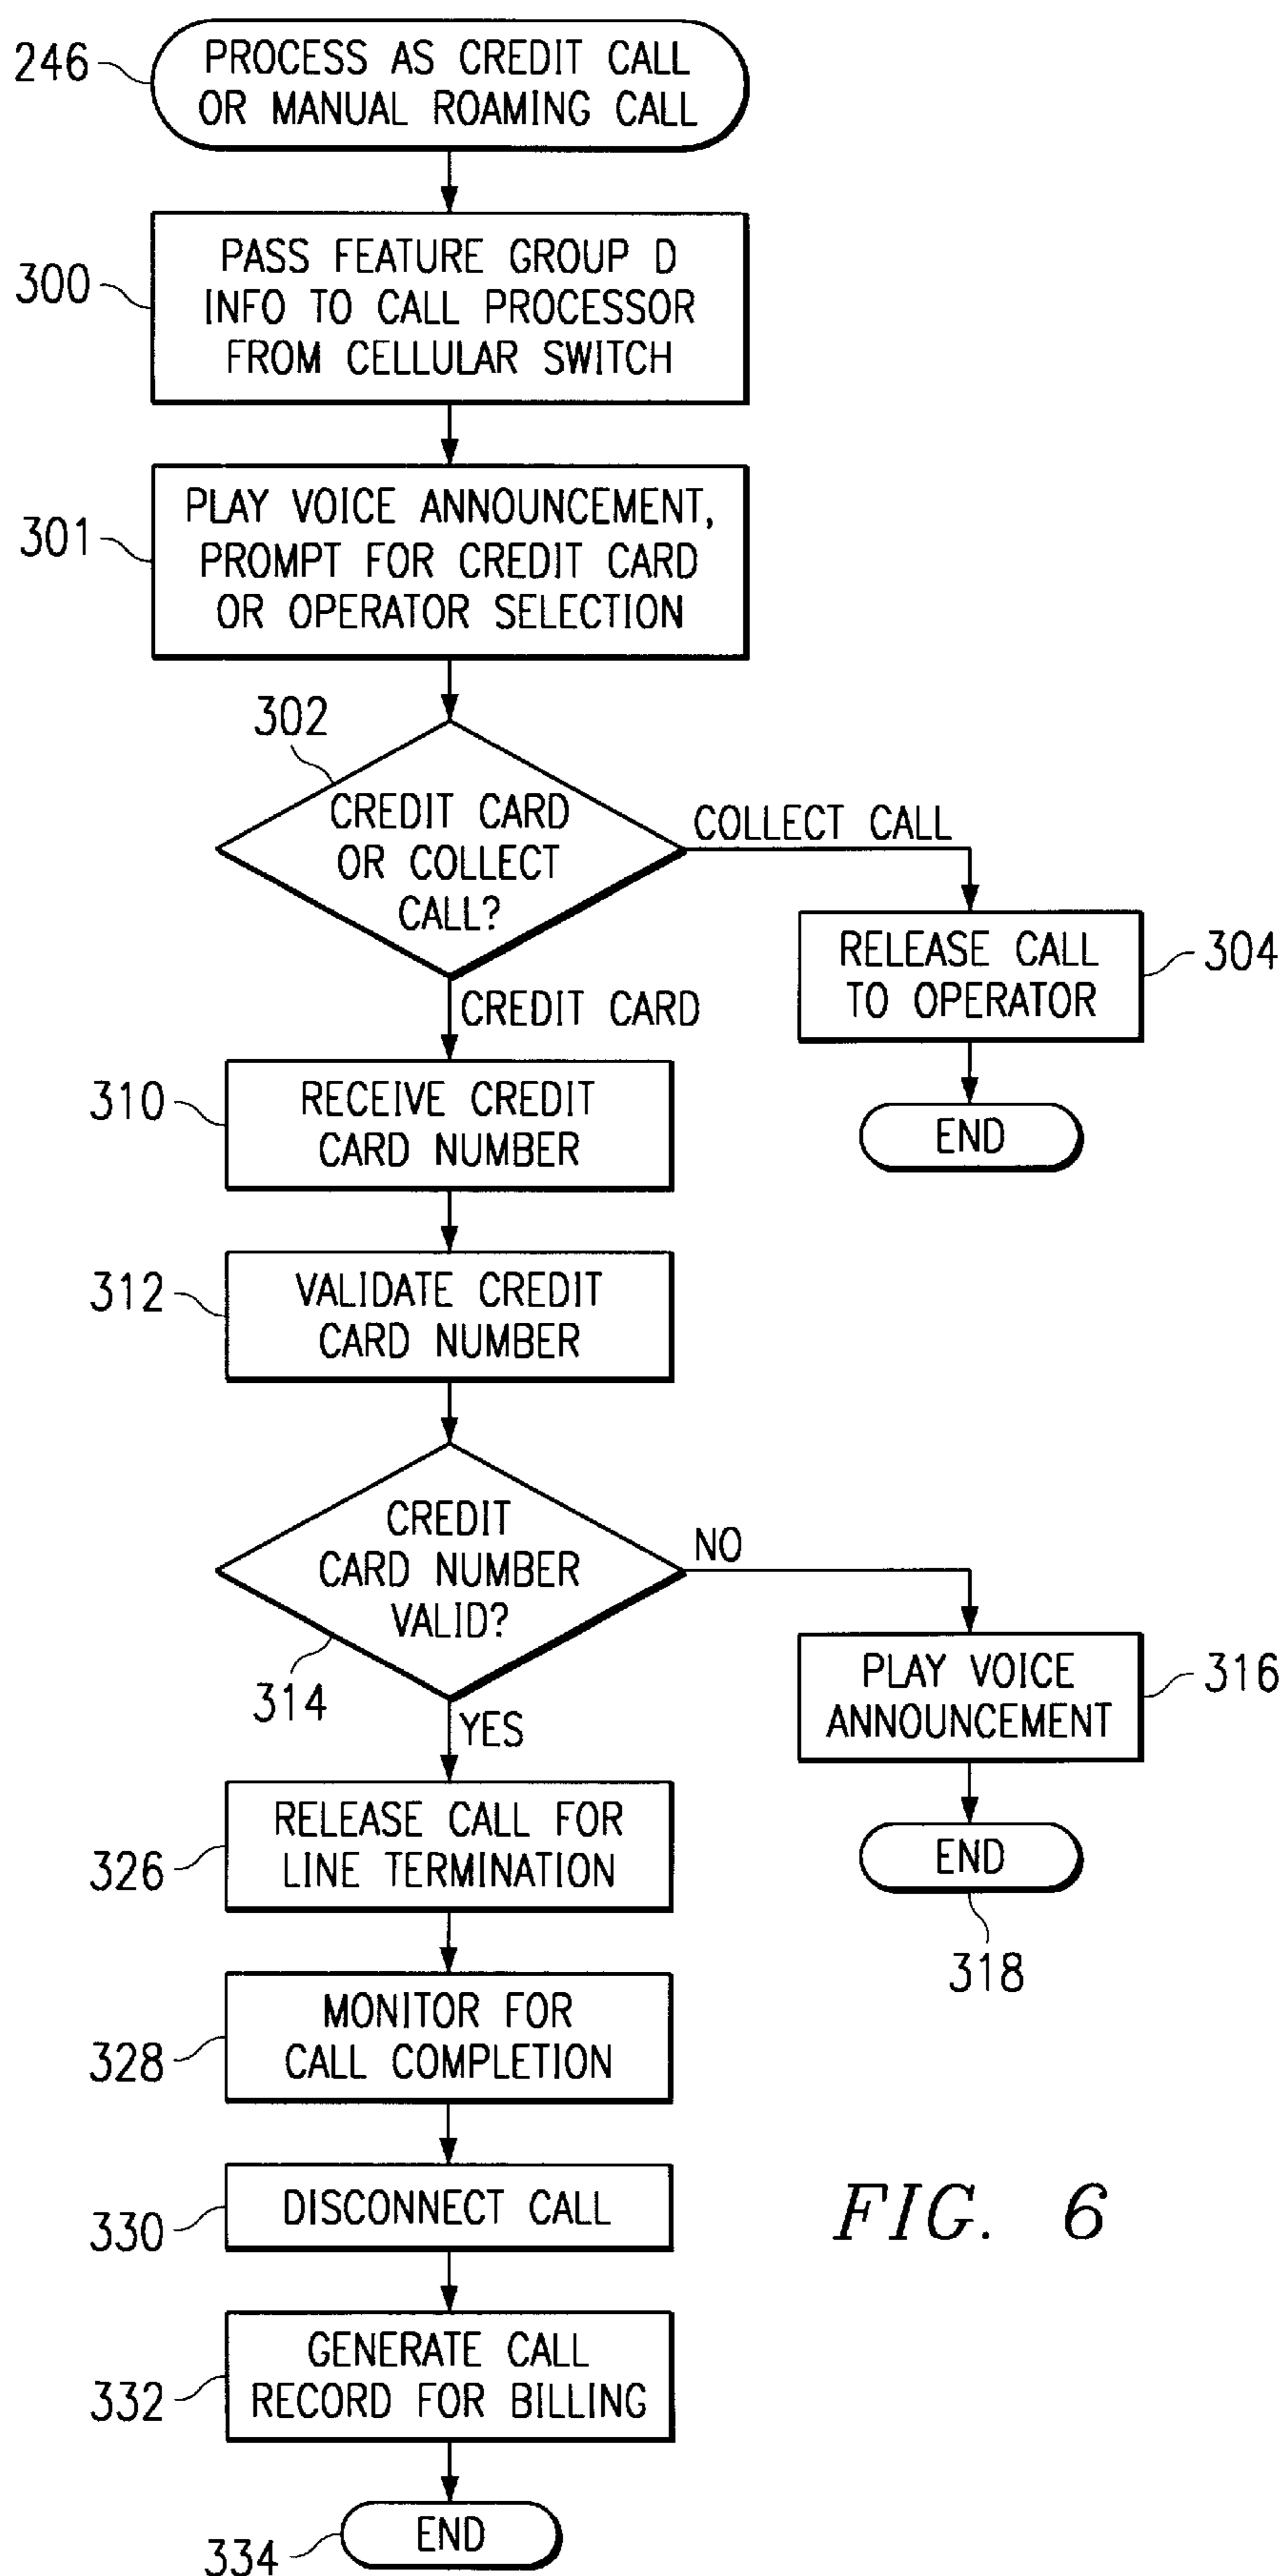 246
PROCESS AS CREDIT CALL
OR MANUAL ROAMING CALL
300
PASS FEATURE GROUP D
INFO TO CALL PROCESSOR
FROM CELLULAR SWITCH
301
PLAY VOICE ANNOUNCEMENT,
PROMPT FOR CREDIT CARD
OR OPERATOR SELECTION
302
CREDIT CARD
OR COLLECT
CALL?
COLLECT CALL
RELEASE CALL
TO OPERATOR
304
END
CREDIT CARD
310
RECEIVE CREDIT
CARD NUMBER
312
VALIDATE CREDIT
CARD NUMBER
CREDIT
CARD NUMBER
VALID?
314
NO
PLAY VOICE
ANNOUNCEMENT
316
END
318
YES
326
RELEASE CALL FOR
LINE TERMINATION
328
MONITOR FOR
CALL COMPLETION
330
DISCONNECT CALL
332
GENERATE CALL
RECORD FOR BILLING
334
END
FIG. 6